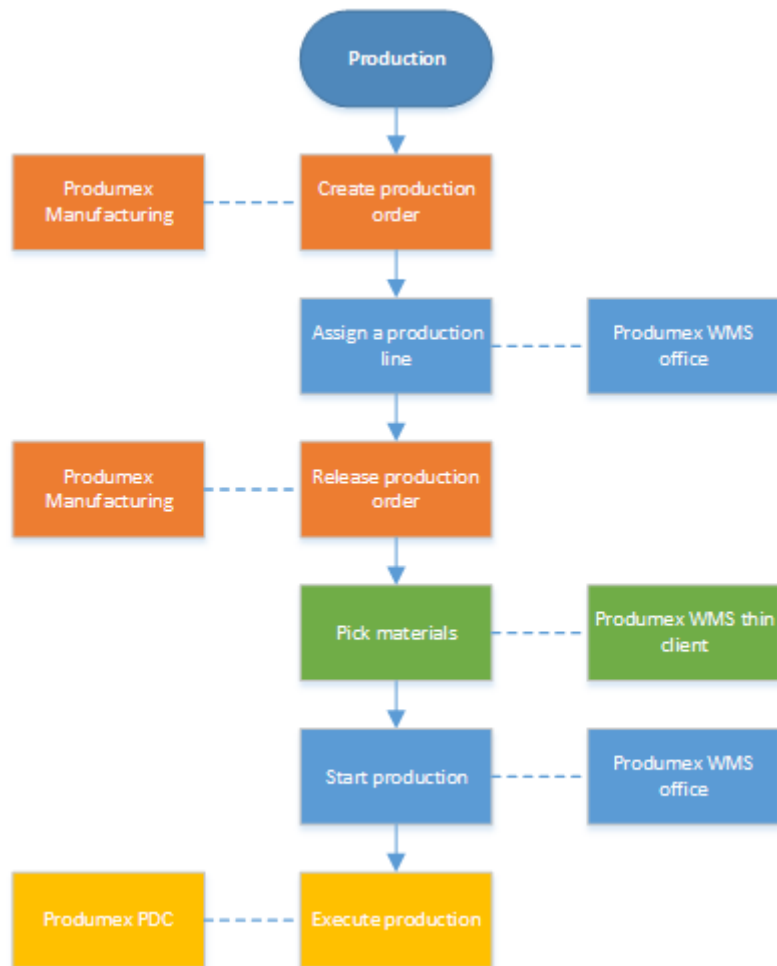 Production
Produmex
Manufacturing
Create production
order
Assign a production
line
Produmex WMS
office
Produmex
Manufacturing
Release production
order
Pick materials
Produmex WMS thin
client
Start production
Produmex WMS
office
Produmex PDC
Execute production